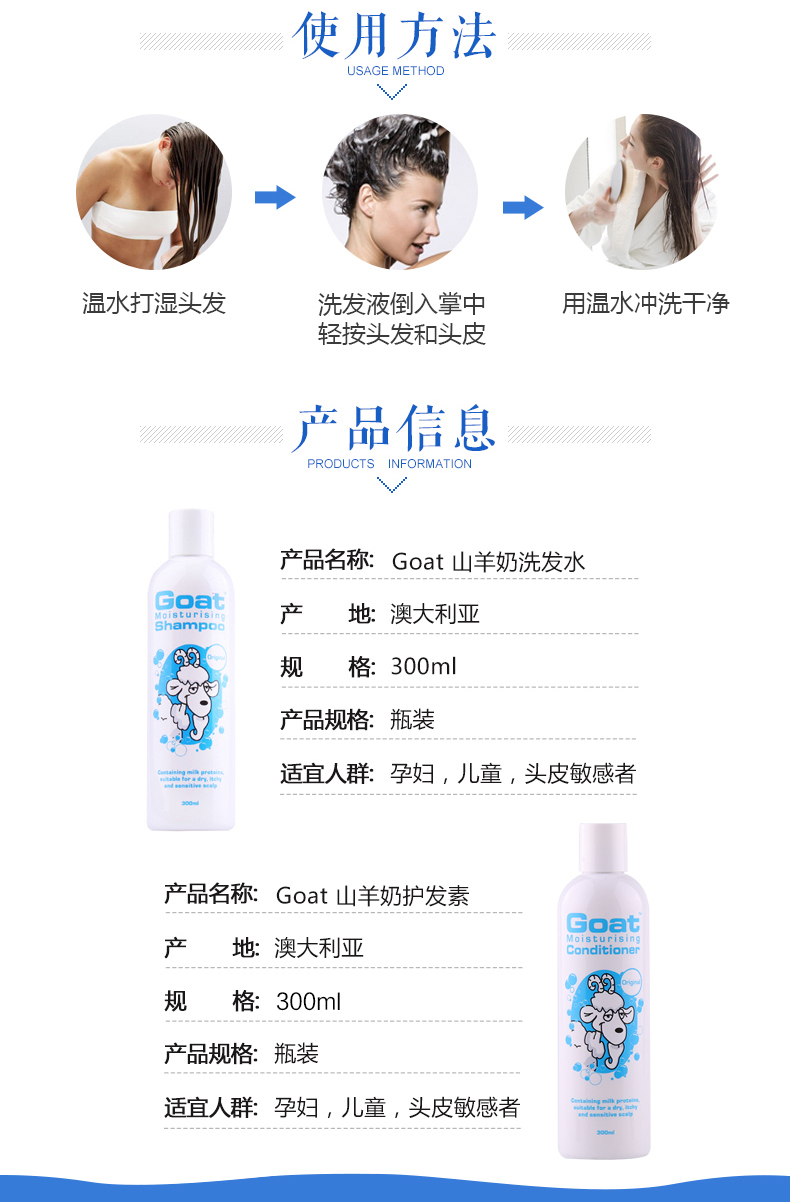 使用方法
USAGE METHOD
温水打湿头发
洗发液倒入掌中
轻按头发和头皮
用温水冲洗干净
产品信息
PRODUCTS INFORMATION
Goat
Moisturising
Shampoo
Original
Containing milk proteins,
suitable for a dry, itchy
and sensitive scalp
300ml
产品名称: Goat 山羊奶洗发水
产 地: 澳大利亚
规 格: 300ml
产品规格: 瓶装
适宜人群: 孕妇，儿童，头皮敏感者
产品名称: Goat 山羊奶护发素
产 地: 澳大利亚
规 格: 300ml
产品规格: 瓶装
适宜人群: 孕妇，儿童，头皮敏感者
Goat
Moisturising
Conditioner
Original
Containing milk proteins,
suitable for a dry, itchy
and sensitive scalp
300ml